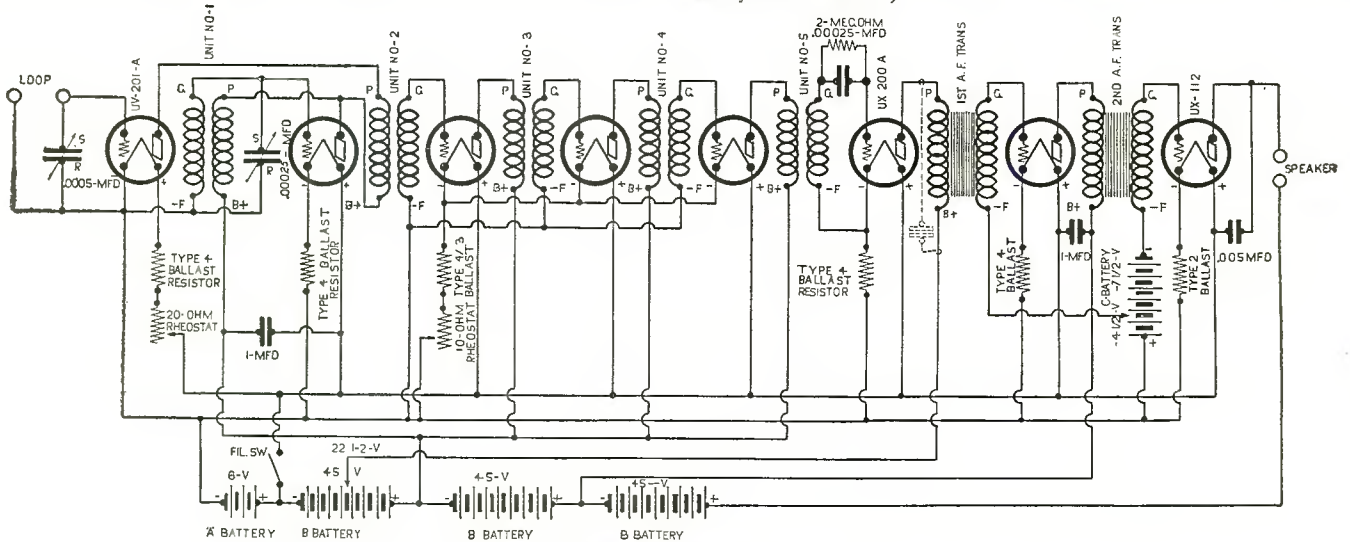 LOOP
S
R
.0005-MFD
UV-201-A
UNIT NO-1
G
P
-F
B+
S
R
.00025-MFD
-
+
TYPE 4
BALLAST
RESISTOR
20-OHM
RHEOSTAT
1-MFD
TYPE 4 BALLAST
RESISTOR
UNIT NO-2
P
G
B+
-F
TYPE 4/3
10-OHM BALLAST
RHEOSTAT
UNIT NO-3
P
G
B+
-F
UNIT NO-4
P
G
B+
-F
UNIT NO-5
P
G
B+
-F
2-MEGOHM
.00025-MFD
UX 200 A
TYPE 4
BALLAST
RESISTOR
1ST A.F. TRANS
P
G
B+
-F
TYPE 4
BALLAST
1-MFD
2ND A.F. TRANS
P
G
B+
-F
C-BATTERY
-4-1/2-V
-7 1/2-V
UX-112
TYPE 2
BALLAST
.005 MFD
SPEAKER
FIL. SW
6-V
45 V
22 1-2-V
45-V
45-V
"A" BATTERY
B BATTERY
B BATTERY
B BATTERY